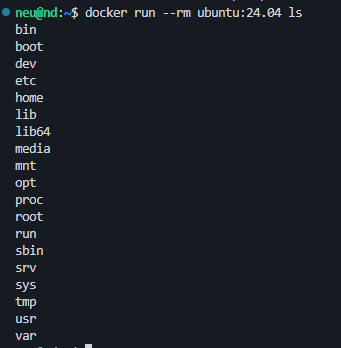 neu@nd:~$ docker run --rm ubuntu:24.04 ls
bin
boot
dev
etc
home
lib
lib64
media
mnt
opt
proc
root
run
sbin
srv
sys
tmp
usr
var